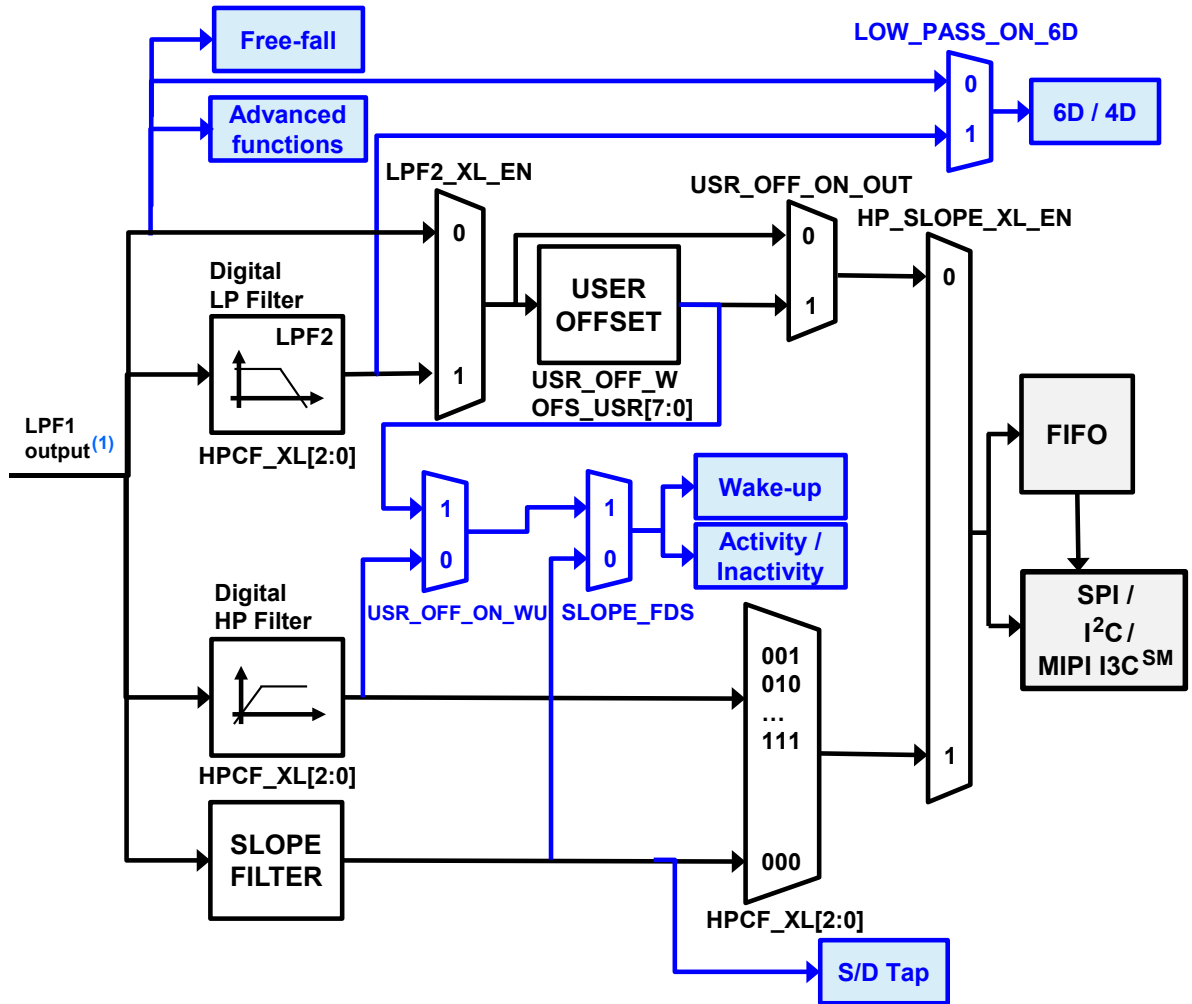 Free-fall
LOW_PASS_ON_6D
0
1
6D / 4D
Advanced
functions
LPF2_XL_EN
0
1
USR_OFF_ON_OUT
0
1
HP_SLOPE_XL_EN
0
1
Digital
LP Filter
LPF2
HPCF_XL[2:0]
USER
OFFSET
USR_OFF_W
OFS_USR[7:0]
LPF1
output(1)
FIFO
1
0
USR_OFF_ON_WU
1
0
SLOPE_FDS
Wake-up
Activity /
Inactivity
SPI /
I2C /
MIPI I3CSM
Digital
HP Filter
HPCF_XL[2:0]
001
010
...
111
000
HPCF_XL[2:0]
SLOPE
FILTER
S/D Tap